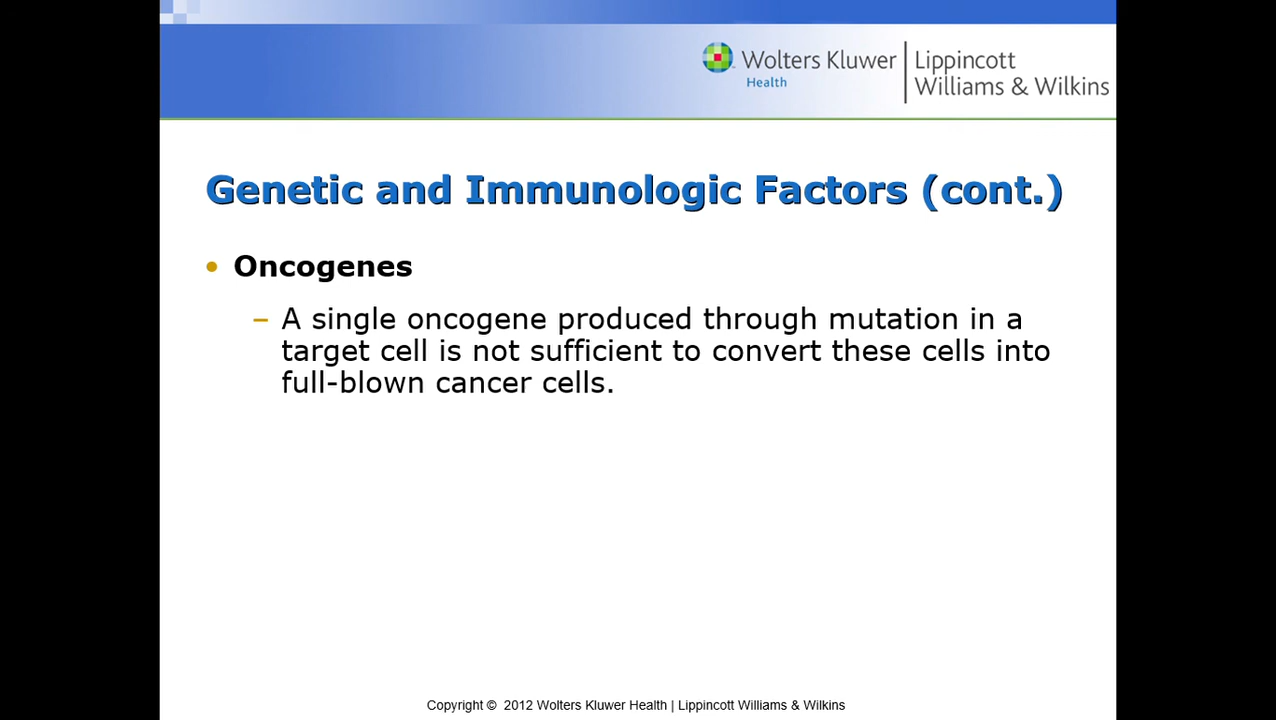 Wolters Kluwer
Health
Lippincott
Williams & Wilkins
Genetic and Immunologic Factors (cont.)
• Oncogenes
– A single oncogene produced through mutation in a
target cell is not sufficient to convert these cells into
full-blown cancer cells.
Copyright © 2012 Wolters Kluwer Health | Lippincott Williams & Wilkins